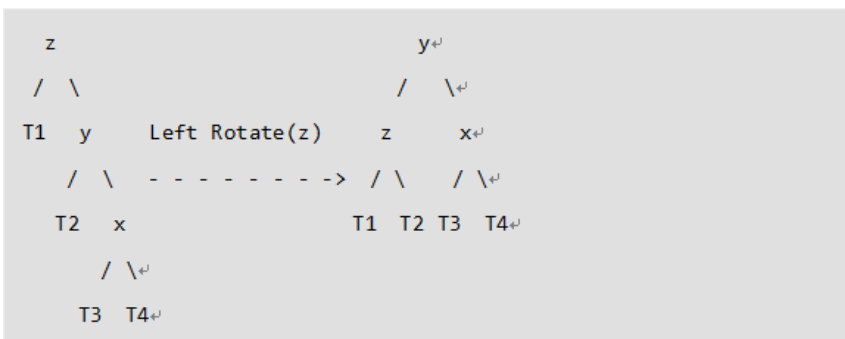 z                              y↵
/  \                          /   \↵
T1   y     Left Rotate(z)     z      x↵
/  \   - - - - - - - -> / \    / \↵
T2   x                   T1  T2 T3  T4↵
/ \↵
T3  T4↵